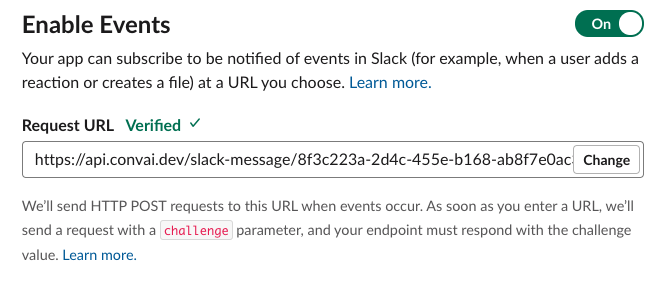 Enable Events
On
Your app can subscribe to be notified of events in Slack (for example, when a user adds a
reaction or creates a file) at a URL you choose. Learn more.
Request URL Verified ✓
https://api.convai.dev/slack-message/8f3c223a-2d4c-455e-b168-ab8f7e0ac Change
We’ll send HTTP POST requests to this URL when events occur. As soon as you enter a URL, we’ll
send a request with a challenge parameter, and your endpoint must respond with the challenge
value. Learn more.